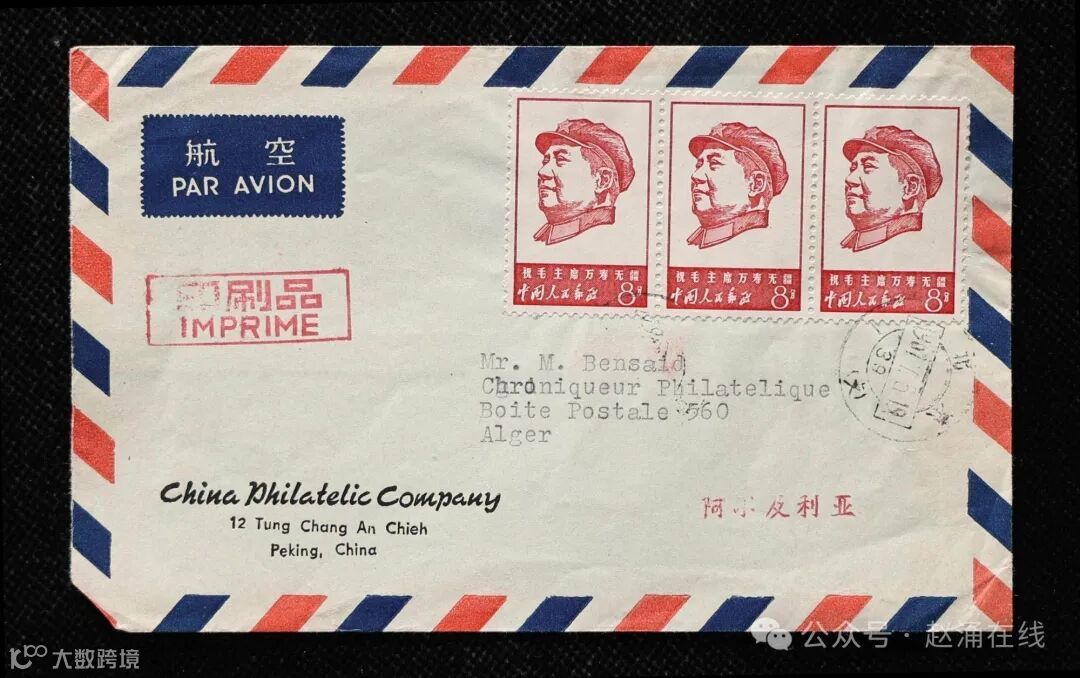 航空
PAR AVION
祝毛主席万寿无疆
中国人民邮政 8分
祝毛主席万寿无疆
中国人民邮政 8分
祝毛主席万寿无疆
中国人民邮政 8分
印刷品
IMPRIME
Mr. M. Bensaid
Chroniqueur Philatelique
Boite Postale 560
Alger
北
39
China Philatelic Company
12 Tung Chang An Chieh
Peking, China
阿尔及利亚
公众号·赵涌在线
大数跨境